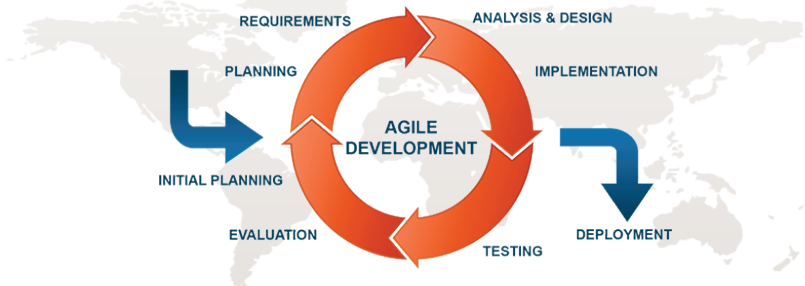 REQUIREMENTS
ANALYSIS & DESIGN
PLANNING
IMPLEMENTATION
AGILE
DEVELOPMENT
INITIAL PLANNING
EVALUATION
TESTING
DEPLOYMENT